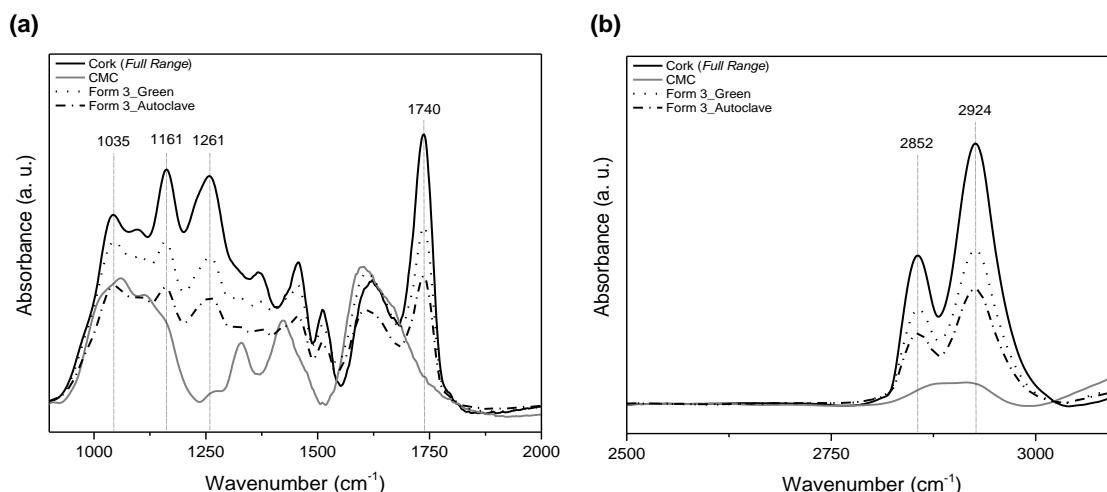 (a)
Cork (Full Range)
CMC
Form 3_Green
Form 3_Autoclave
1035
1161
1261
1740
Absorbance (a. u.)
1000
1250
1500
1750
2000
Wavenumber (cm⁻¹)
(b)
Cork (Full Range)
CMC
Form 3_Green
Form 3_Autoclave
2852
2924
Absorbance (a. u.)
2500
2750
3000
Wavenumber (cm⁻¹)